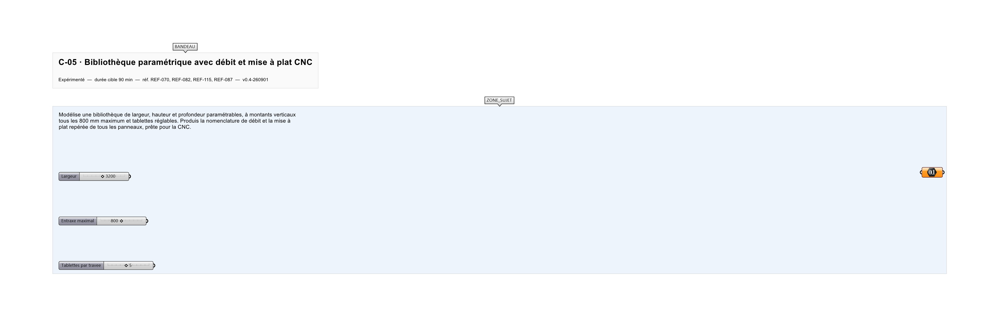 BANDEAU
C-05 · Bibliothèque paramétrique avec débit et mise à plat CNC
Expérimenté — durée cible 90 min — réf. REF-070, REF-082, REF-115, REF-087 — v0.4-260901
ZONE_SUJET
Modélise une bibliothèque de largeur, hauteur et profondeur paramétrables, à montants verticaux
tous les 800 mm maximum et tablettes réglables. Produis la nomenclature de débit et la mise à
plat repérée de tous les panneaux, prête pour la CNC.
Largeur 3200
0.1
Entraxe maximal 800
Tablettes par travee 5